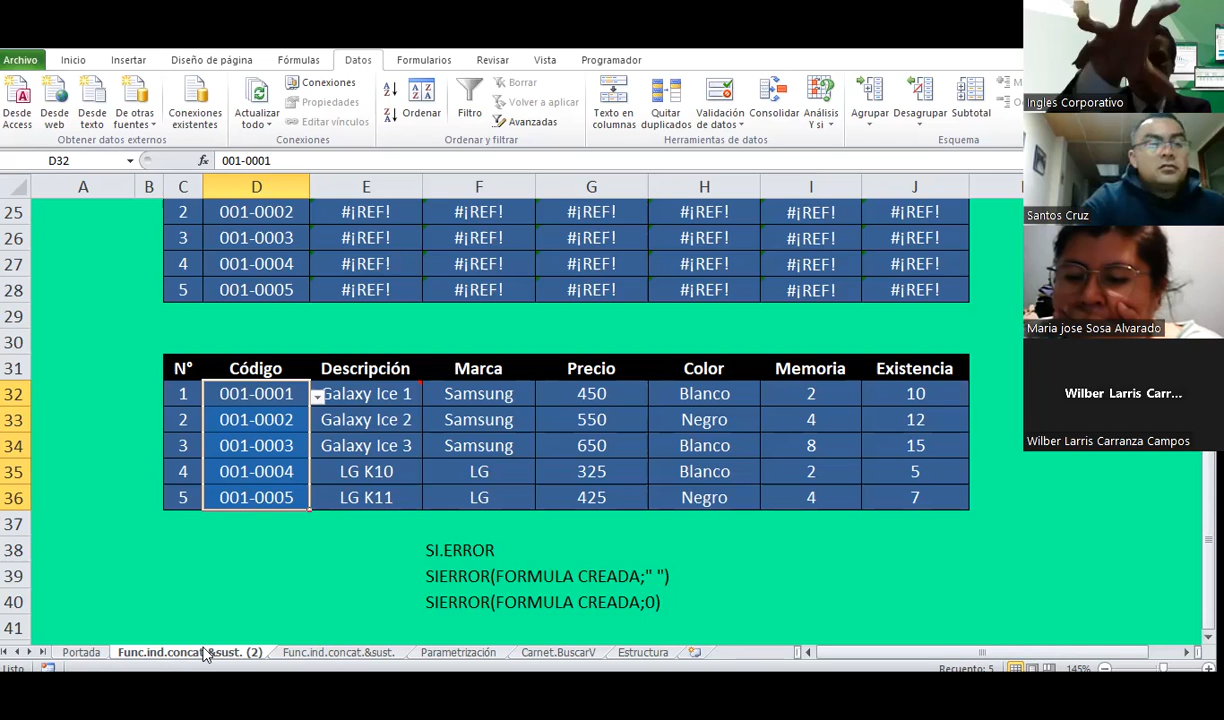 Archivo Inicio Insertar Diseño de página Fórmulas Datos Formularios Revisar Vista Programador
Desde Access
Desde web
Desde texto
De otras fuentes
Conexiones existentes
Obtener datos externos
Actualizar todo
Conexiones
Propiedades
Editar vínculos
Conexiones
Ordenar
Filtro
Borrar
Volver a aplicar
Avanzadas
Ordenar y filtrar
Texto en columnas
Quitar duplicados
Validación de datos
Consolidar
Análisis Y si
Herramientas de datos
Agrupar
Desagrupar
Subtotal
Esquema
D32 fx 001-0001
A B C D E F G H I J
25 2 001-0002 #¡REF! #¡REF! #¡REF! #¡REF! #¡REF! #¡REF!
26 3 001-0003 #¡REF! #¡REF! #¡REF! #¡REF! #¡REF! #¡REF!
27 4 001-0004 #¡REF! #¡REF! #¡REF! #¡REF! #¡REF! #¡REF!
28 5 001-0005 #¡REF! #¡REF! #¡REF! #¡REF! #¡REF! #¡REF!
29
30
31 N° Código Descripción Marca Precio Color Memoria Existencia
32 1 001-0001 Galaxy Ice 1 Samsung 450 Blanco 2 10
33 2 001-0002 Galaxy Ice 2 Samsung 550 Negro 4 12
34 3 001-0003 Galaxy Ice 3 Samsung 650 Blanco 8 15
35 4 001-0004 LG K10 LG 325 Blanco 2 5
36 5 001-0005 LG K11 LG 425 Negro 4 7
37
38 SI.ERROR
39 SIERROR(FORMULA CREADA;" ")
40 SIERROR(FORMULA CREADA;0)
41
Portada Func.ind.concat.&sust. (2) Func.ind.concat.&sust. Parametrización Carnet.BuscarV Estructura
Listo Recuento: 5 145%
Ingles Corporativo
Santos Cruz
Maria jose Sosa Alvarado
Wilber Larris Carr...
Wilber Larris Carranza Campos